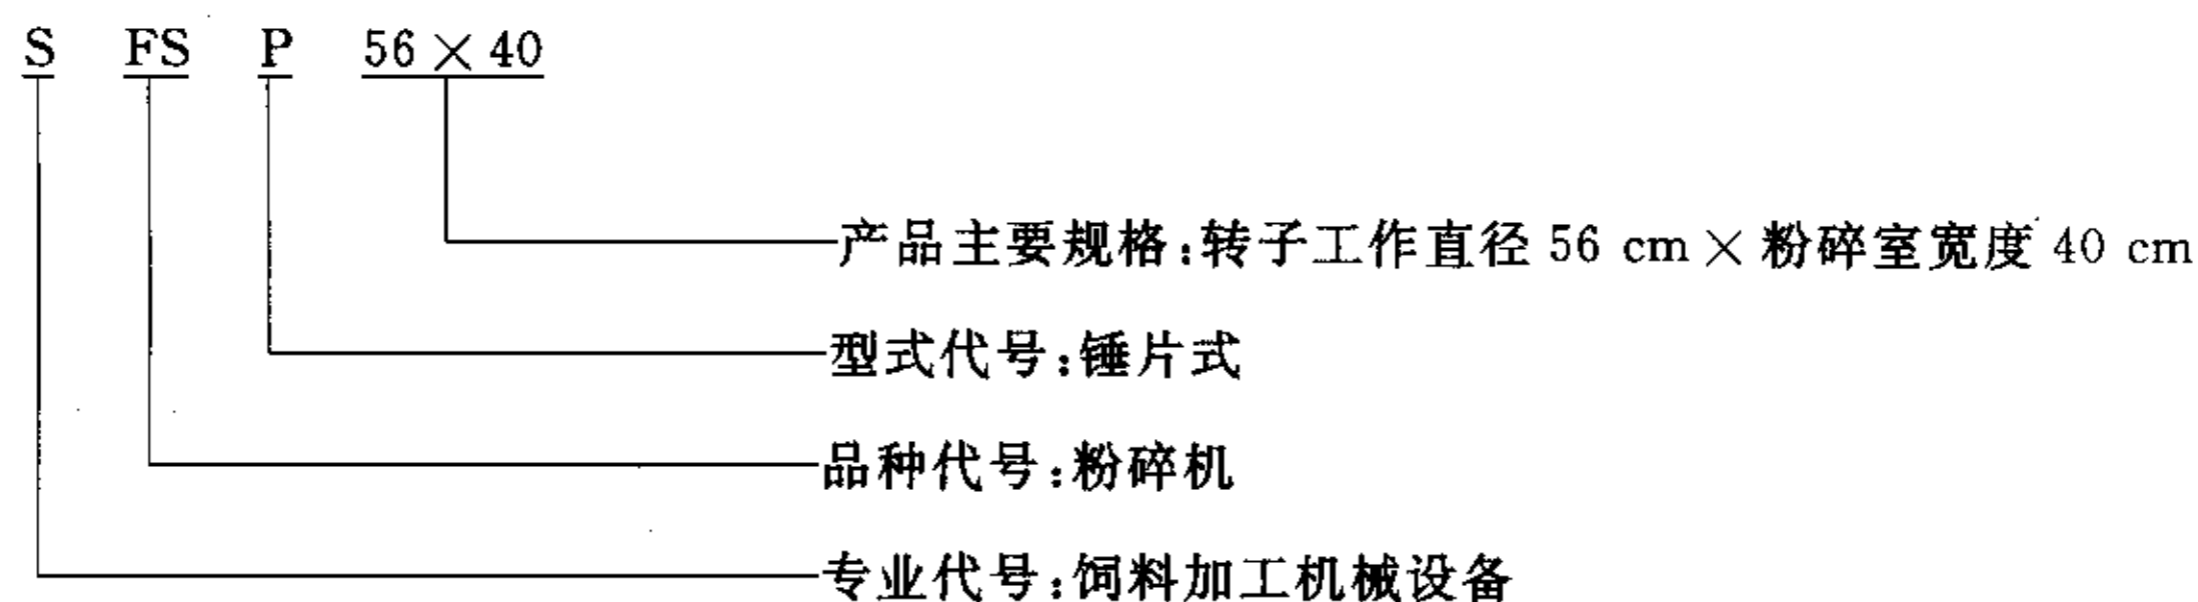 S FS P 56 × 40
产品主要规格:转子工作直径 56 cm × 粉碎室宽度 40 cm
型式代号:锤片式
品种代号:粉碎机
专业代号:饲料加工机械设备